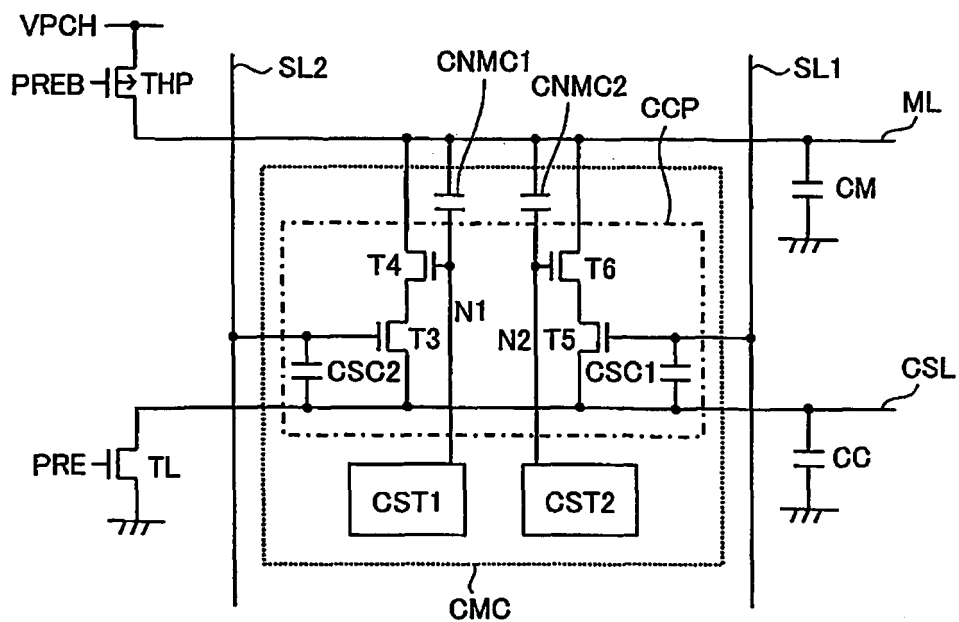 VPCH
PREB
THP
SL2
CNMC1
CNMC2
CCP
SL1
ML
CM
T4
T6
N1
N2
T3
T5
CSC2
CSC1
CSL
PRE
TL
CC
CST1
CST2
CMC